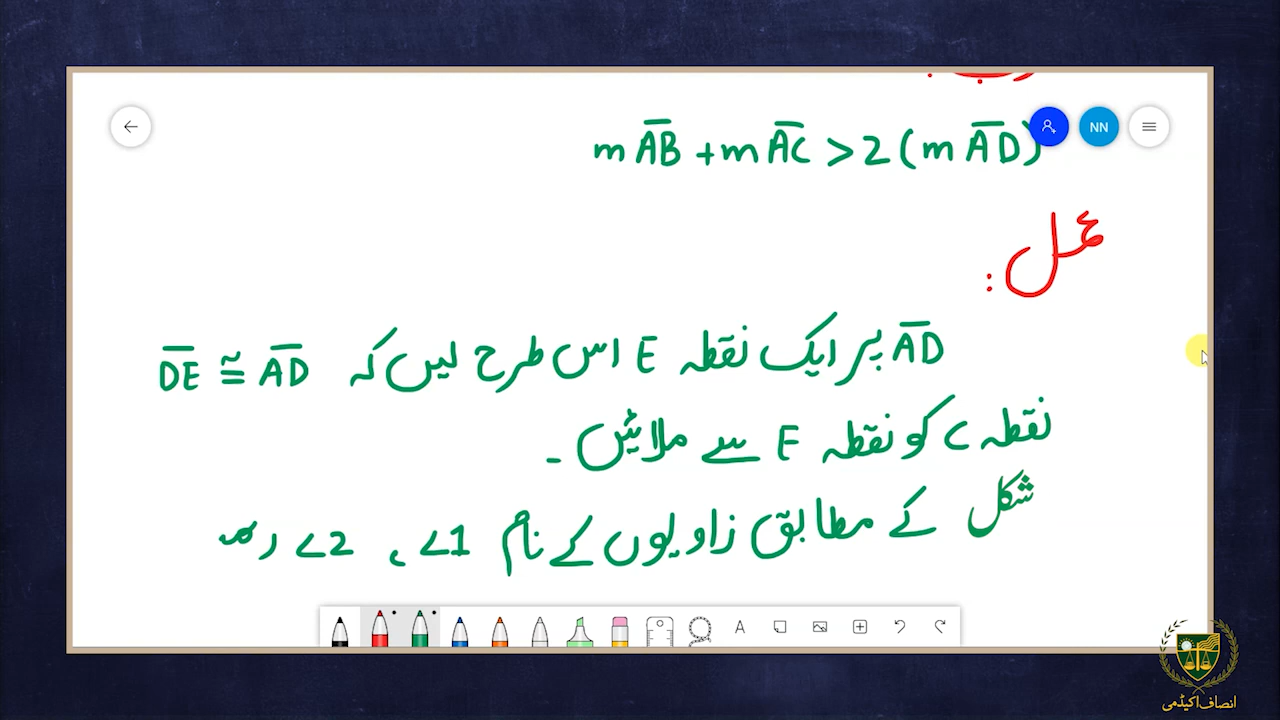 NN
mAB̅ + mAC̅ > 2 (mAD̅)
عمل :
AD̅ پر ایک نقطہ E اس طرح لیں کہ DE̅ ≅ AD̅
نقطہ C کو نقطہ E سے ملائیں ۔
شکل کے مطابق زاویوں کے نام ∠1 ، ∠2
A
انصاف اکیڈمی